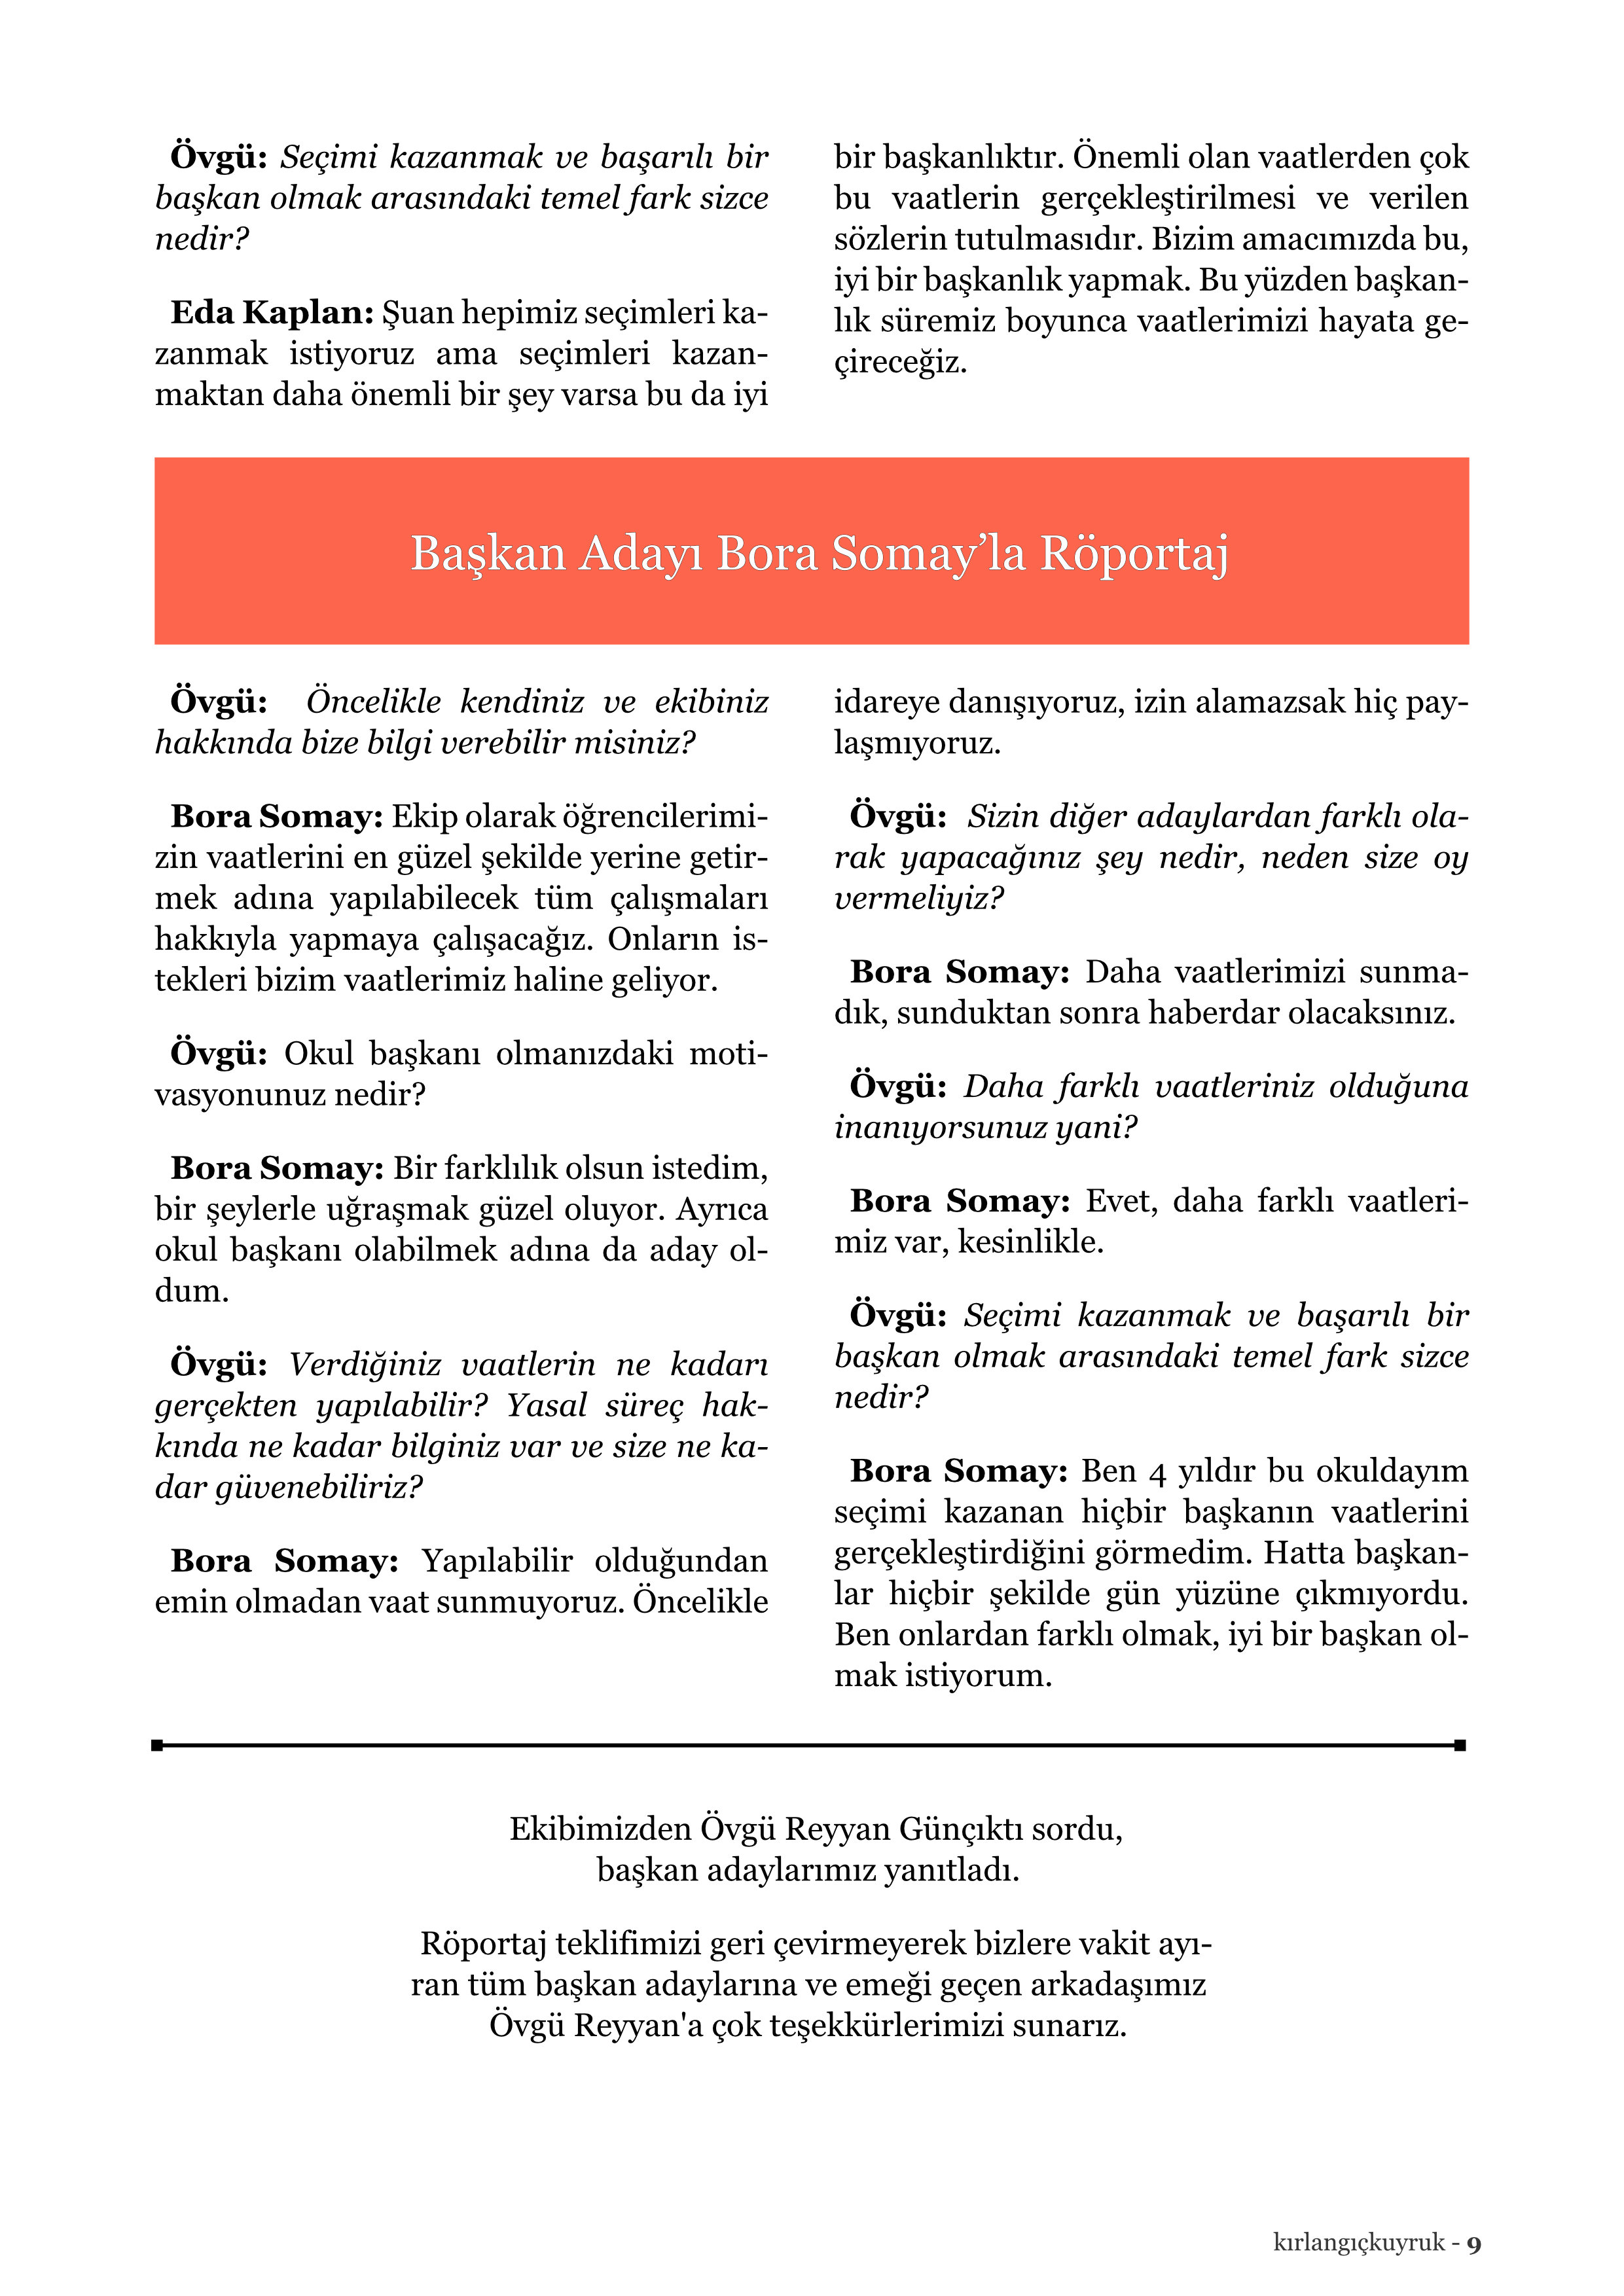 Övgü: Seçimi kazanmak ve başarılı bir
başkan olmak arasındaki temel fark sizce
nedir?
Eda Kaplan: Şuan hepimiz seçimleri ka-
zanmak istiyoruz ama seçimleri kazan-
maktan daha önemli bir şey varsa bu da iyi
bir başkanlıktır. Önemli olan vaatlerden çok
bu vaatlerin gerçekleştirilmesi ve verilen
sözlerin tutulmasıdır. Bizim amacımızda bu,
iyi bir başkanlık yapmak. Bu yüzden başkan-
lık süremiz boyunca vaatlerimizi hayata ge-
çireceğiz.
Başkan Adayı Bora Somay’la Röportaj
Övgü: Öncelikle kendiniz ve ekibiniz
hakkında bize bilgi verebilir misiniz?
Bora Somay: Ekip olarak öğrencilerimi-
zin vaatlerini en güzel şekilde yerine getir-
mek adına yapılabilecek tüm çalışmaları
hakkıyla yapmaya çalışacağız. Onların is-
tekleri bizim vaatlerimiz haline geliyor.
Övgü: Okul başkanı olmanızdaki moti-
vasyonunuz nedir?
Bora Somay: Bir farklılık olsun istedim,
bir şeylerle uğraşmak güzel oluyor. Ayrıca
okul başkanı olabilmek adına da aday ol-
dum.
Övgü: Verdiğiniz vaatlerin ne kadarı
gerçekten yapılabilir? Yasal süreç hak-
kında ne kadar bilginiz var ve size ne ka-
dar güvenebiliriz?
Bora Somay: Yapılabilir olduğundan
emin olmadan vaat sunmuyoruz. Öncelikle
idareye danışıyoruz, izin alamazsak hiç pay-
laşmıyoruz.
Övgü: Sizin diğer adaylardan farklı ola-
rak yapacağınız şey nedir, neden size oy
vermeliyiz?
Bora Somay: Daha vaatlerimizi sunma-
dık, sunduktan sonra haberdar olacaksınız.
Övgü: Daha farklı vaatleriniz olduğuna
inanıyorsunuz yani?
Bora Somay: Evet, daha farklı vaatleri-
miz var, kesinlikle.
Övgü: Seçimi kazanmak ve başarılı bir
başkan olmak arasındaki temel fark sizce
nedir?
Bora Somay: Ben 4 yıldır bu okuldayım
seçimi kazanan hiçbir başkanın vaatlerini
gerçekleştirdiğini görmedim. Hatta başkan-
lar hiçbir şekilde gün yüzüne çıkmıyordu.
Ben onlardan farklı olmak, iyi bir başkan ol-
mak istiyorum.
Ekibimizden Övgü Reyyan Günçıktı sordu,
başkan adaylarımız yanıtladı.
Röportaj teklifimizi geri çevirmeyerek bizlere vakit ayı-
ran tüm başkan adaylarına ve emeği geçen arkadaşımız
Övgü Reyyan'a çok teşekkürlerimizi sunarız.
kırlangıçkuyruk - 9